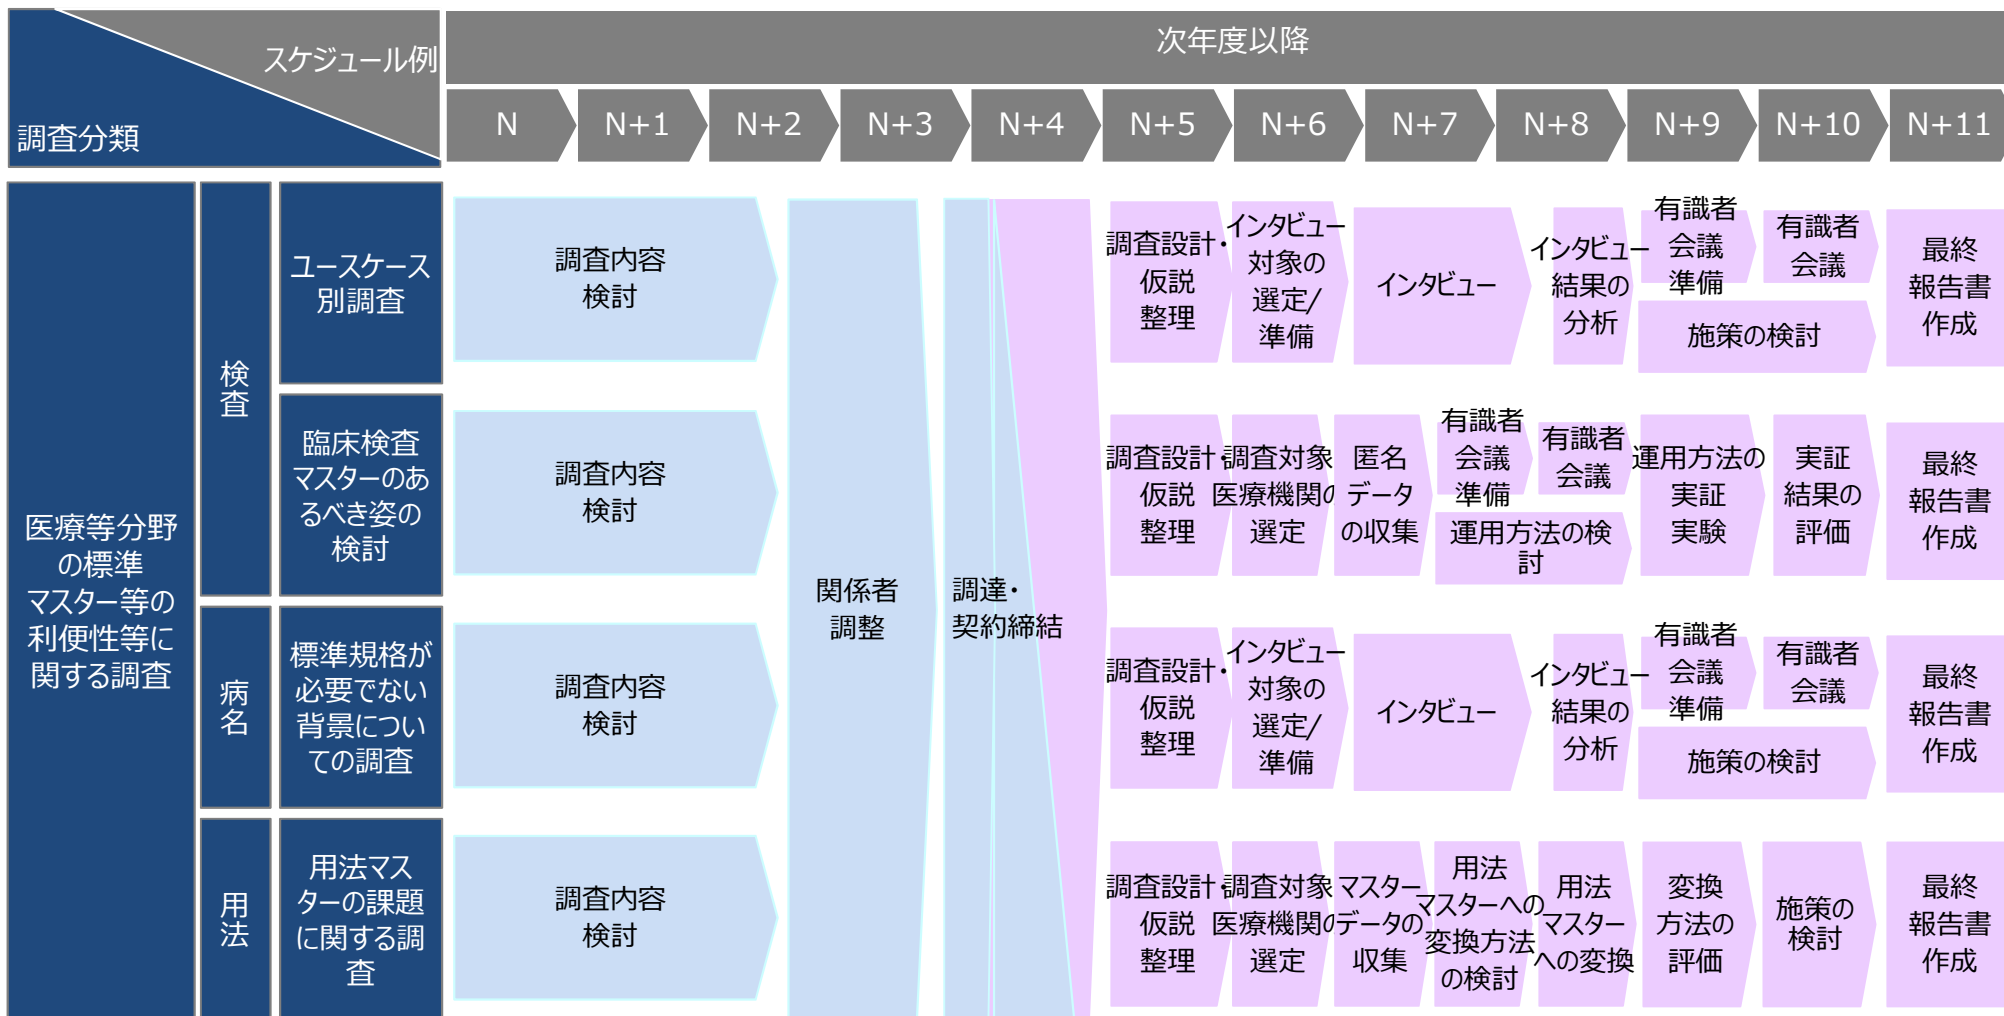 スケジュール例
調査分類
次年度以降
N
N+1
N+2
N+3
N+4
N+5
N+6
N+7
N+8
N+9
N+10
N+11
医療等分野
の標準
マスター等の
利便性等に
関する調査
検
査
ユースケース
別調査
調査内容
検討
関係者
調整
調達・
契約締結
調査設計・
仮説
整理
インタビュー
対象の
選定/
準備
インタビュー
インタビュー
結果の
分析
有識者
会議
準備
有識者
会議
施策の検討
最終
報告書
作成
臨床検査
マスターのあ
るべき姿の
検討
調査内容
検討
調査設計・
仮説
整理
調査対象
医療機関の
選定
匿名
データ
の収集
有識者
会議
準備
有識者
会議
運用方法の検
討
運用方法の
実証
実験
実証
結果の
評価
最終
報告書
作成
病
名
標準規格が
必要でない
背景につい
ての調査
調査内容
検討
調査設計・
仮説
整理
インタビュー
対象の
選定/
準備
インタビュー
インタビュー
結果の
分析
有識者
会議
準備
有識者
会議
施策の検討
最終
報告書
作成
用
法
用法マス
ターの課題
に関する調
査
調査内容
検討
調査設計・
仮説
整理
調査対象
医療機関の
選定
マスター
データの
収集
用法
マスターへの
変換方法
の検討
用法
マスター
への変換
変換
方法の
評価
施策の
検討
最終
報告書
作成